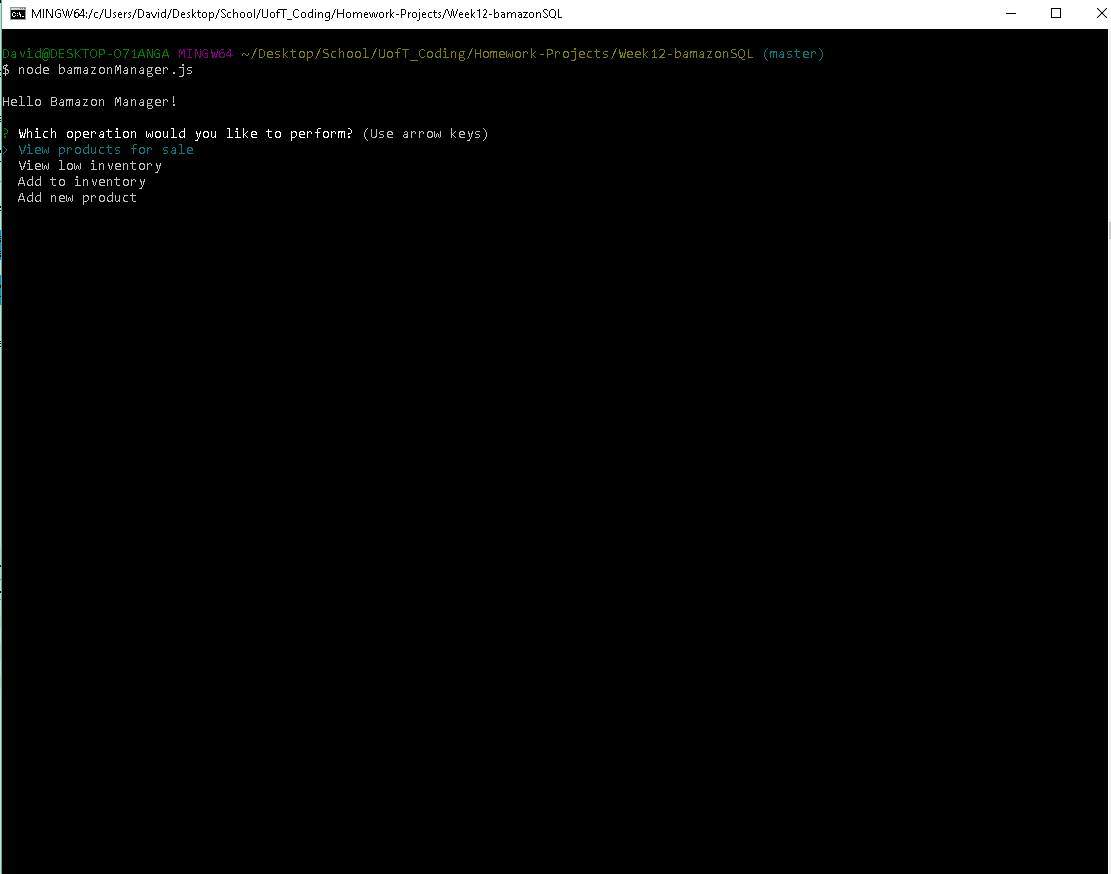 MINGW64:/c/Users/David/Desktop/School/UofT_Coding/Homework-Projects/Week12-bamazonSQL
David@DESKTOP-O71ANGA MINGW64 ~/Desktop/School/UofT_Coding/Homework-Projects/Week12-bamazonSQL (master)
$ node bamazonManager.js
Hello Bamazon Manager!
? Which operation would you like to perform? (Use arrow keys)
> View products for sale
View low inventory
Add to inventory
Add new product